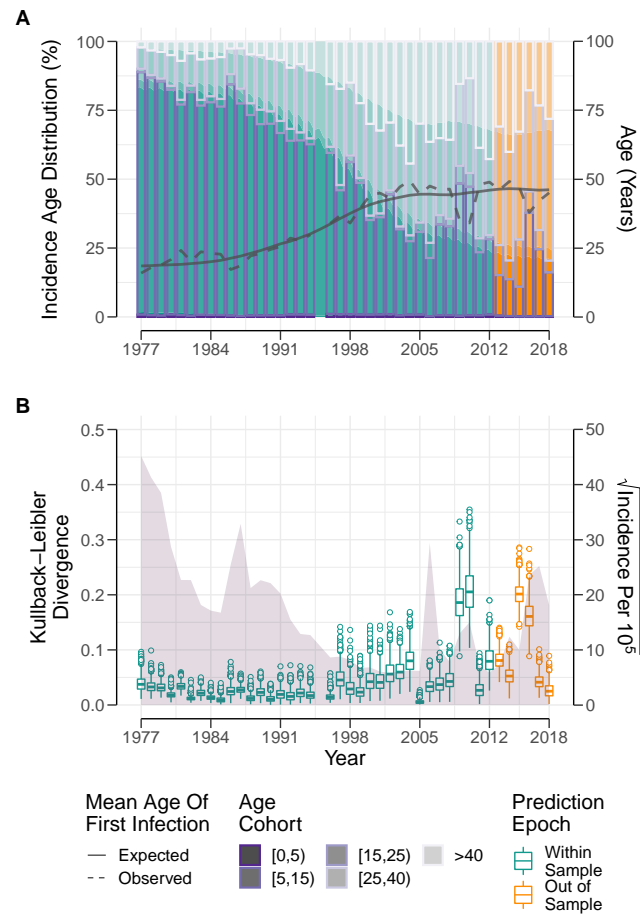 A
Incidence Age Distribution (%)
100
75
50
25
0
100
75
50
25
0
Age (Years)
1977
1984
1991
1998
2005
2012
2018
B
Kullback−Leibler
Divergence
0.5
0.4
0.3
0.2
0.1
0.0
50
40
30
20
10
0
√Incidence Per 10⁵
1977
1984
1991
1998
2005
2012
2018
Year
Mean Age Of
First Infection
Expected
Observed
Age
Cohort
[0,5)
[5,15)
[15,25)
[25,40)
>40
Prediction
Epoch
Within
Sample
Out of
Sample